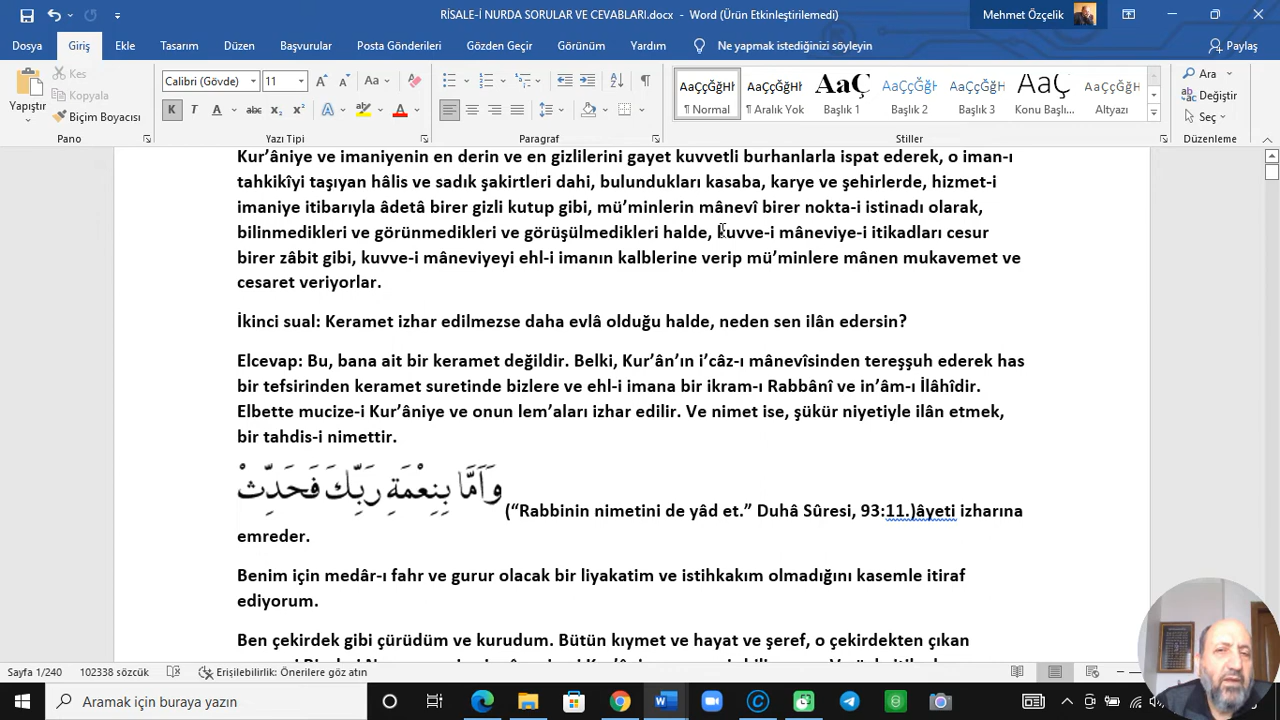 RİSALE-İ NURDA SORULAR VE CEVABLARI.docx - Word (Ürün Etkinleştirilemedi)
Mehmet Özçelik
Dosya Giriş Ekle Tasarım Düzen Başvurular Posta Gönderileri Gözden Geçir Görünüm Yardım Ne yapmak istediğinizi söyleyin Paylaş
Yapıştır
Kes
Kopyala
Biçim Boyacısı
Calibri (Gövde) 11
K T A abc x₂ x²
AaÇçĞğHł AaÇçĞğHł AaÇ AaÇçĞğHl AaÇçĞğH AaÇ AaÇçĞğHł
¶ Normal ¶ Aralık Yok Başlık 1 Başlık 2 Başlık 3 Konu Başlı... Altyazı
Ara
Değiştir
Seç
Pano Yazı Tipi Paragraf Stiller Düzenleme
Kur’âniye ve imaniyenin en derin ve en gizlilerini gayet kuvvetli burhanlarla ispat ederek, o iman-ı
tahkikîyi taşıyan hâlis ve sadık şakirtleri dahi, bulundukları kasaba, karye ve şehirlerde, hizmet-i
imaniye itibarıyla âdetâ birer gizli kutup gibi, mü’minlerin mânevî birer nokta-i istinadı olarak,
bilinmedikleri ve görünmedikleri ve görüşülmedikleri halde, kuvve-i mâneviye-i itikadları cesur
birer zâbit gibi, kuvve-i mâneviyeyi ehl-i imanın kalblerine verip mü’minlere mânen mukavemet ve
cesaret veriyorlar.
İkinci sual: Keramet izhar edilmezse daha evlâ olduğu halde, neden sen ilân edersin?
Elcevap: Bu, bana ait bir keramet değildir. Belki, Kur’ân’ın i’câz-ı mânevîsinden tereşşuh ederek has
bir tefsirinden keramet suretinde bizlere ve ehl-i imana bir ikram-ı Rabbânî ve in’âm-ı İlâhîdir.
Elbette mucize-i Kur’âniye ve onun lem’aları izhar edilir. Ve nimet ise, şükür niyetiyle ilân etmek,
bir tahdis-i nimettir.
وَاَمَّا بِنِعْمَةِ رَبِّكَ فَحَدِّثْ (“Rabbinin nimetini de yâd et.” Duhâ Sûresi, 93:11.)âyeti izharına
emreder.
Benim için medâr-ı fahr ve gurur olacak bir liyakatim ve istihkakım olmadığını kasemle itiraf
ediyorum.
Ben çekirdek gibi çürüdüm ve kurudum. Bütün kıymet ve hayat ve şeref, o çekirdekten çıkan
Sayfa 1/240 102338 sözcük Erişilebilirlik: Önerilere göz atın
Aramak için buraya yazın